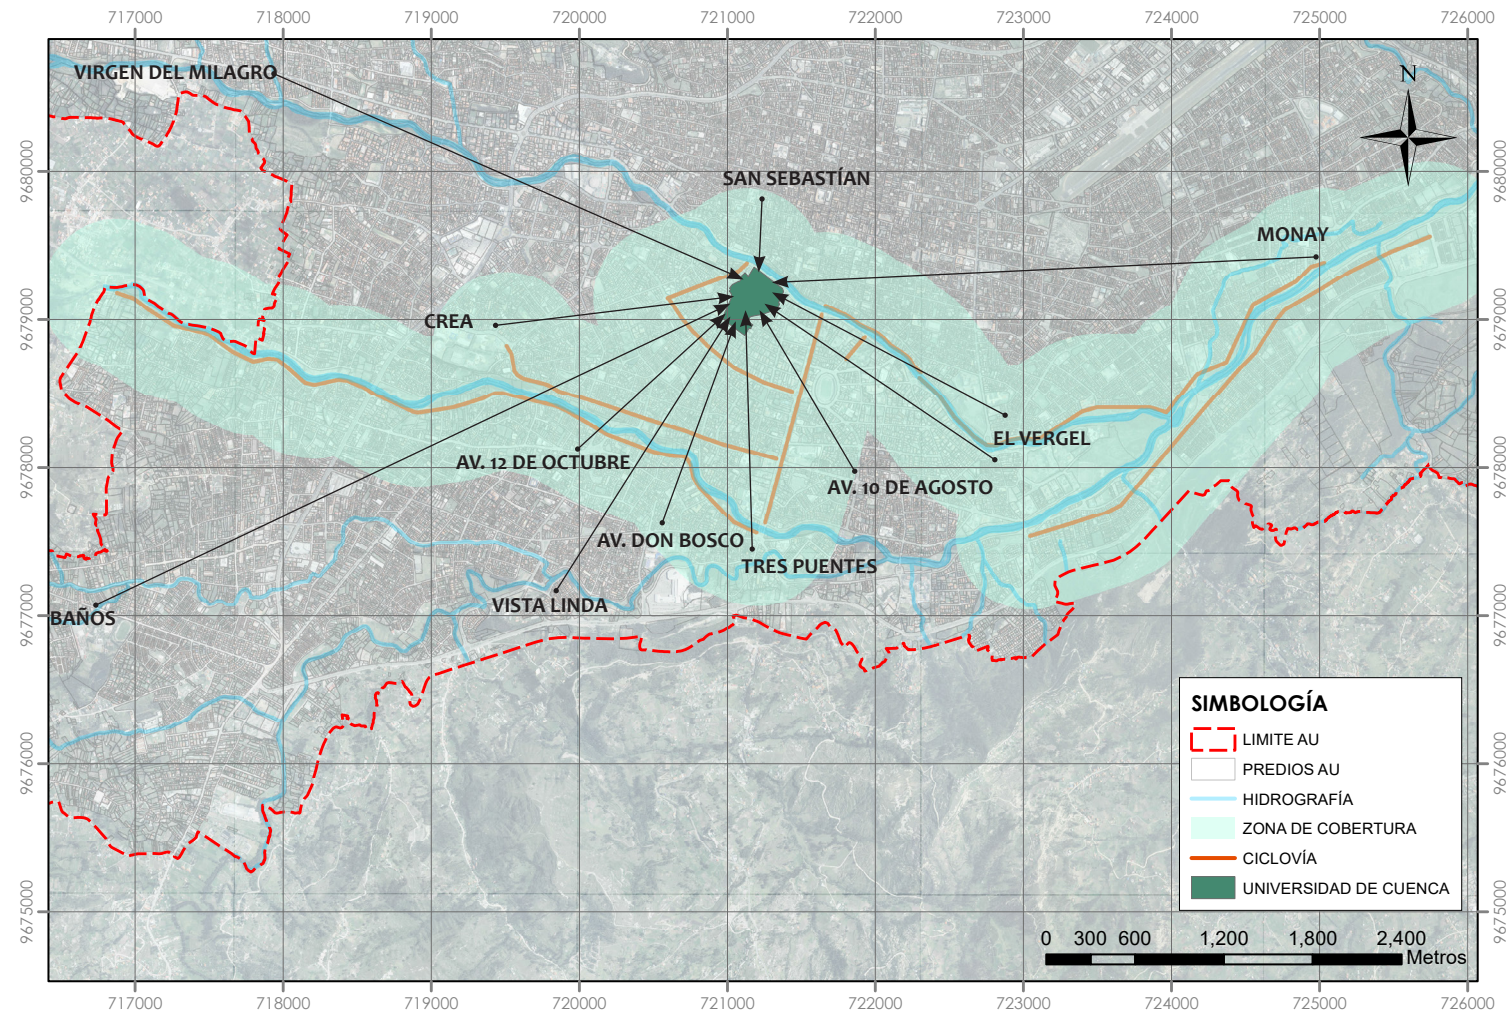 717000 718000 719000 720000 721000 722000 723000 724000 725000 726000
N
VIRGEN DEL MILAGRO
9680000 9680000
SAN SEBASTIÁN
MONAY
9679000 9679000
CREA
EL VERGEL
AV. 12 DE OCTUBRE
9678000 9678000
AV. 10 DE AGOSTO
AV. DON BOSCO
TRES PUENTES
VISTA LINDA
BAÑOS
9677000 9677000
SIMBOLOGÍA
LIMITE AU
PREDIOS AU
HIDROGRAFÍA
ZONA DE COBERTURA
CICLOVÍA
UNIVERSIDAD DE CUENCA
9676000 9676000
9675000 9675000
0 300 600 1,200 1,800 2,400
Metros
717000 718000 719000 720000 721000 722000 723000 724000 725000 726000